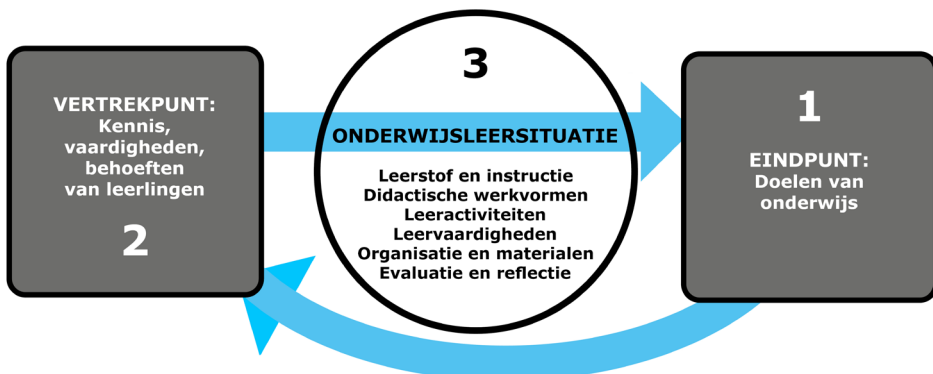 VERTREKPUNT:
Kennis,
vaardigheden,
behoeften
van leerlingen
2
3
ONDERWIJSLEERSITUATIE
Leerstof en instructie
Didactische werkvormen
Leeractiviteiten
Leervaardigheden
Organisatie en materialen
Evaluatie en reflectie
1
EINDPUNT:
Doelen van
onderwijs